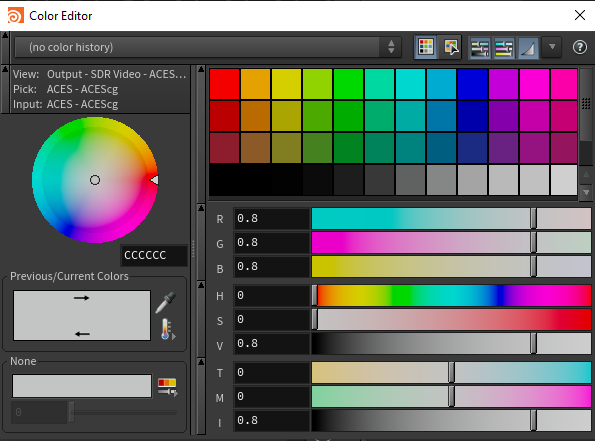 Color Editor
(no color history)
View: Output - SDR Video - ACES...
Pick: ACES - ACEScg
Input: ACES - ACEScg
CCCCCC
Previous/Current Colors
None
0
R 0.8
G 0.8
B 0.8
H 0
S 0
V 0.8
T 0
M 0
I 0.8